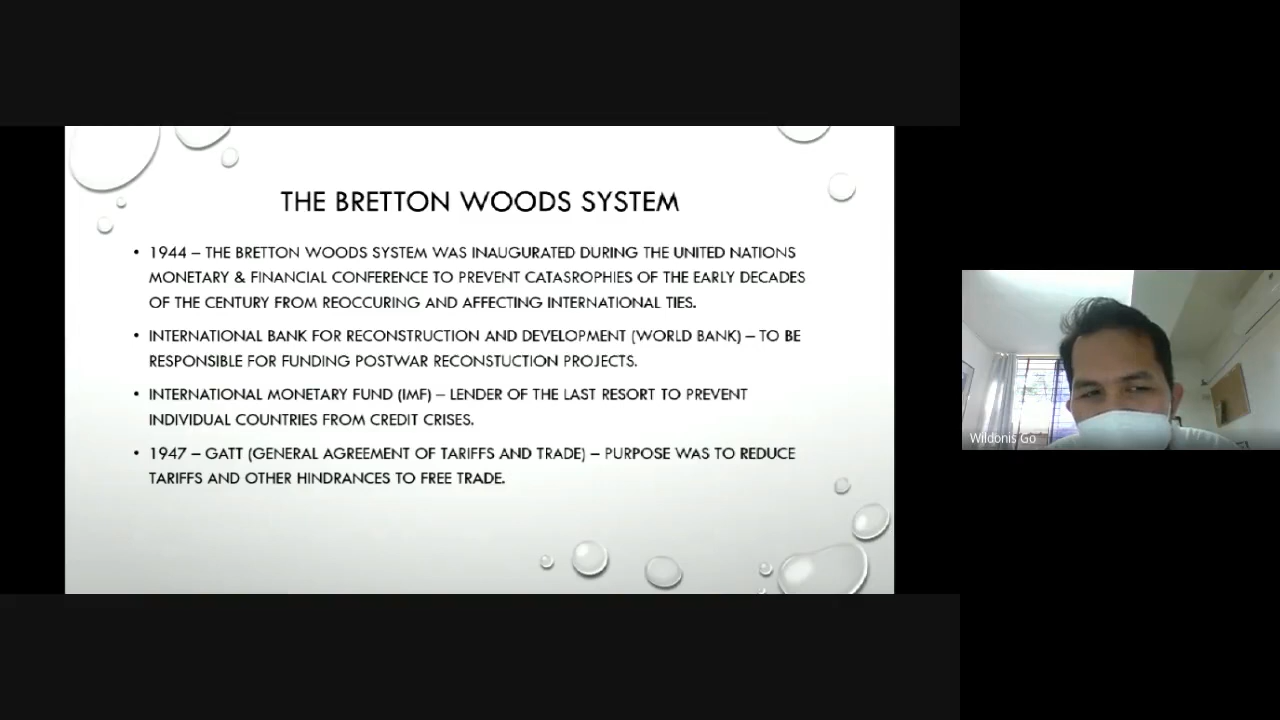 THE BRETTON WOODS SYSTEM
• 1944 – THE BRETTON WOODS SYSTEM WAS INAUGURATED DURING THE UNITED NATIONS
MONETARY & FINANCIAL CONFERENCE TO PREVENT CATASROPHIES OF THE EARLY DECADES
OF THE CENTURY FROM REOCCURING AND AFFECTING INTERNATIONAL TIES.
• INTERNATIONAL BANK FOR RECONSTRUCTION AND DEVELOPMENT (WORLD BANK) – TO BE
RESPONSIBLE FOR FUNDING POSTWAR RECONSTUCTION PROJECTS.
• INTERNATIONAL MONETARY FUND (IMF) – LENDER OF THE LAST RESORT TO PREVENT
INDIVIDUAL COUNTRIES FROM CREDIT CRISES.
• 1947 – GATT (GENERAL AGREEMENT OF TARIFFS AND TRADE) – PURPOSE WAS TO REDUCE
TARIFFS AND OTHER HINDRANCES TO FREE TRADE.
Wildonis Go